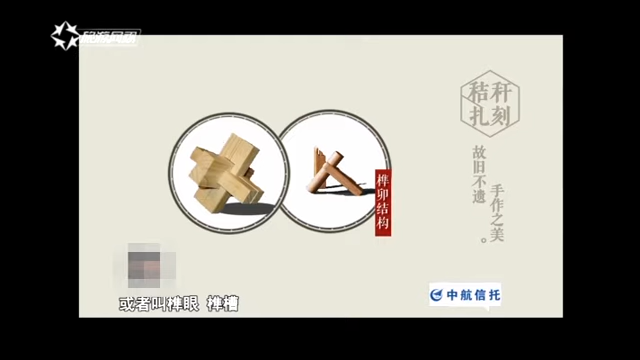 秸秆
扎刻
故旧不遗
手作之美。
榫卯结构
或者叫榫眼 榫槽
中航信托